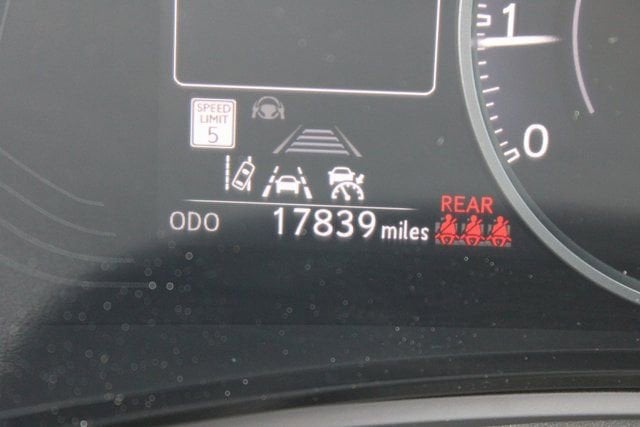 1
0
SPEED
LIMIT
5
REAR
ODO 17839 miles